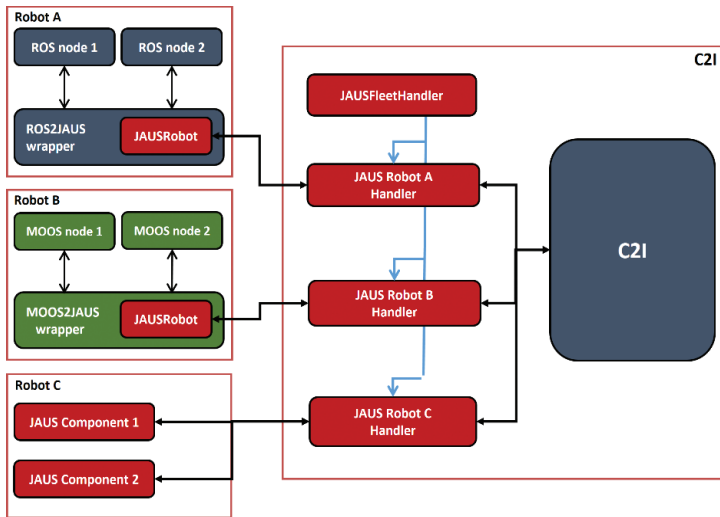 Robot A
ROS node 1
ROS node 2
ROS2JAUS
wrapper
JAUSRobot
Robot B
MOOS node 1
MOOS node 2
MOOS2JAUS
wrapper
JAUSRobot
Robot C
JAUS Component 1
JAUS Component 2
C2I
JAUSFleetHandler
JAUS Robot A
Handler
JAUS Robot B
Handler
JAUS Robot C
Handler
C2I